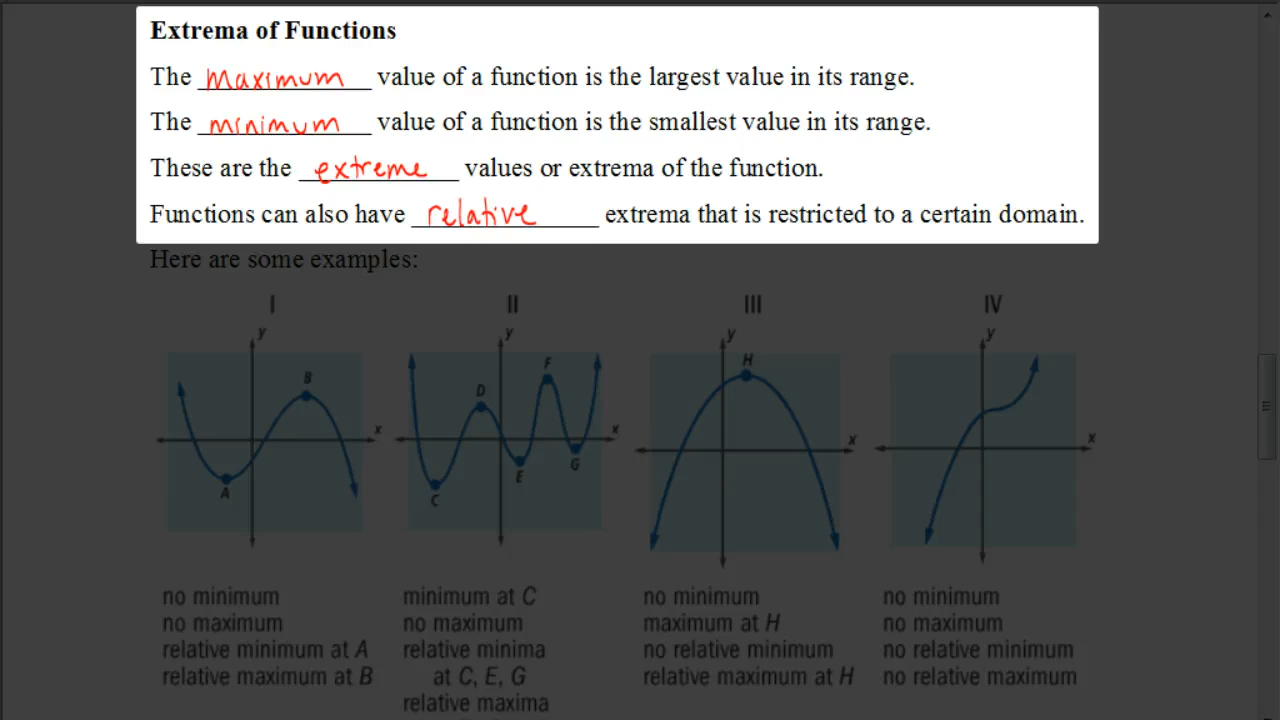 Extrema of Functions
The maximum value of a function is the largest value in its range.
The minimum value of a function is the smallest value in its range.
These are the extreme values or extrema of the function.
Functions can also have relative extrema that is restricted to a certain domain.
Here are some examples:
I II III IV
y
x
A
B
y
x
C
D
E
F
G
y
x
H
y
x
no minimum
no maximum
relative minimum at A
relative maximum at B
minimum at C
no maximum
relative minima
at C, E, G
relative maxima
no minimum
maximum at H
no relative minimum
relative maximum at H
no minimum
no maximum
no relative minimum
no relative maximum